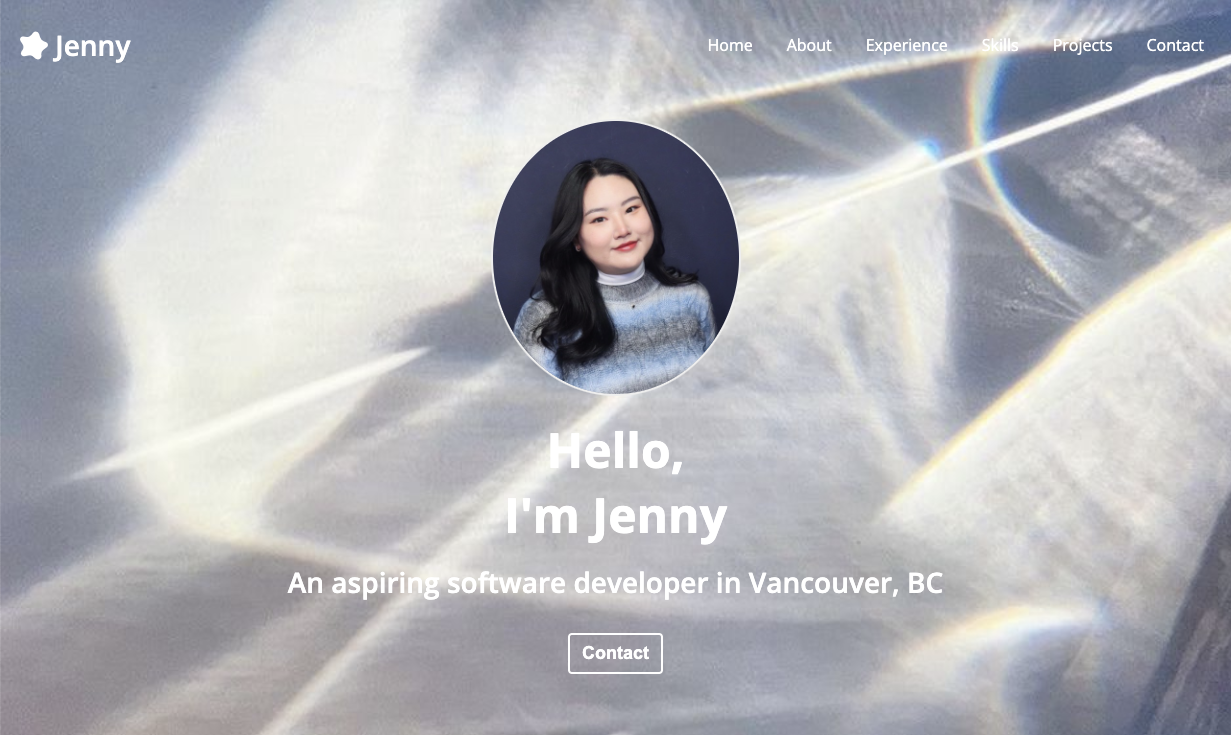 Jenny
Home About Experience Skills Projects Contact
Hello,
I'm Jenny
An aspiring software developer in Vancouver, BC
Contact